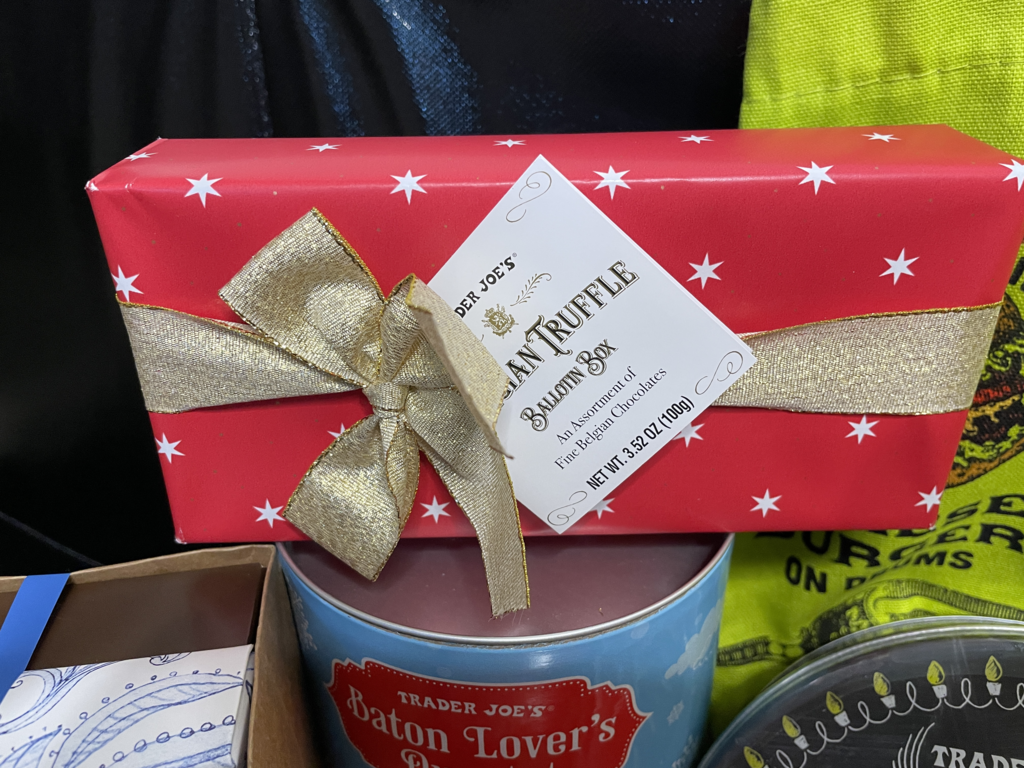 DER JOE'S®
IAN TRUFFLE
BALLOTIN BOX
An Assortment of
Fine Belgian Chocolates
NET WT. 3.52 OZ (100g)
TRADER JOE'S®
Baton Lover's
ON
TRADE